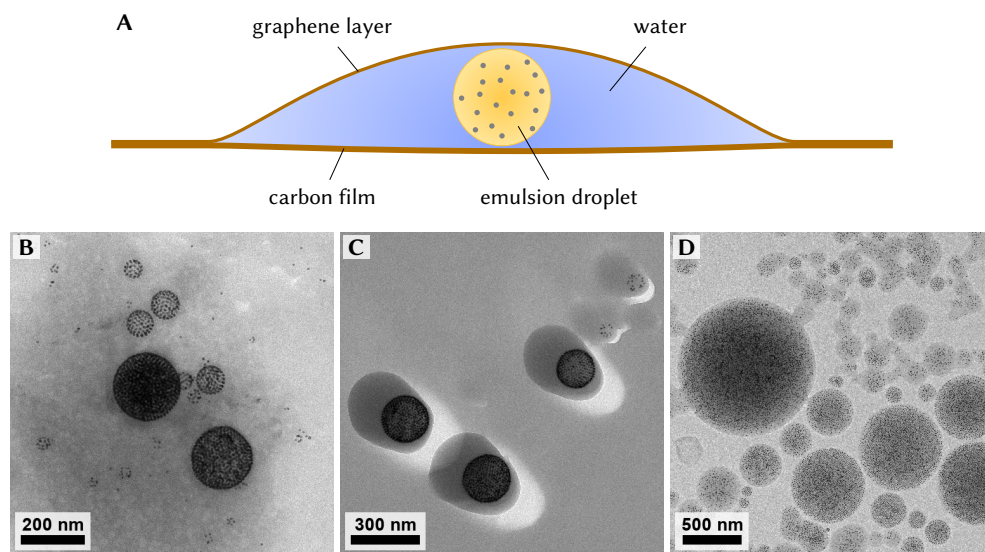 A
graphene layer
water
carbon film
emulsion droplet
B
C
D
200 nm
300 nm
500 nm